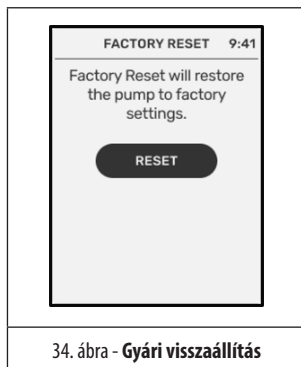 FACTORY RESET 9:41
Factory Reset will restore
the pump to factory
settings.
RESET
34. ábra - Gyári visszaállítás